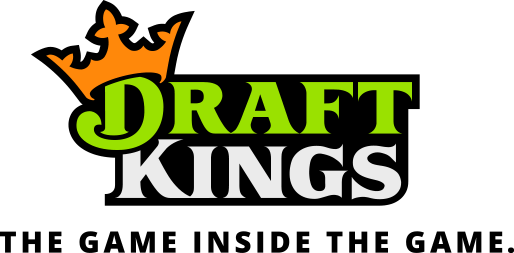 DRAFT
KINGS
THE GAME INSIDE THE GAME.